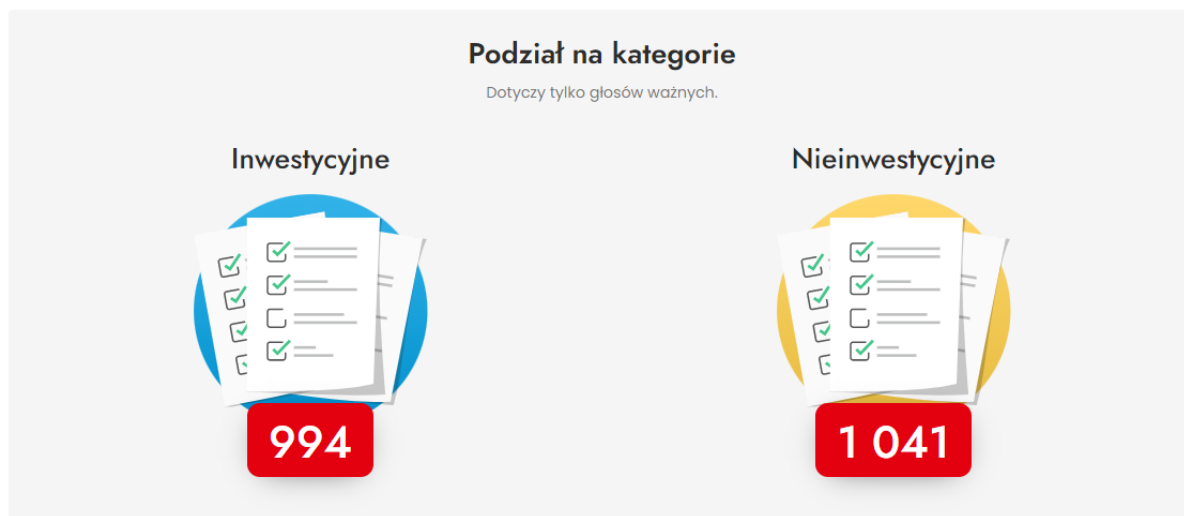 Podział na kategorie
Dotyczy tylko głosów ważnych.
Inwestycyjne
Nieinwestycyjne
994
1 041